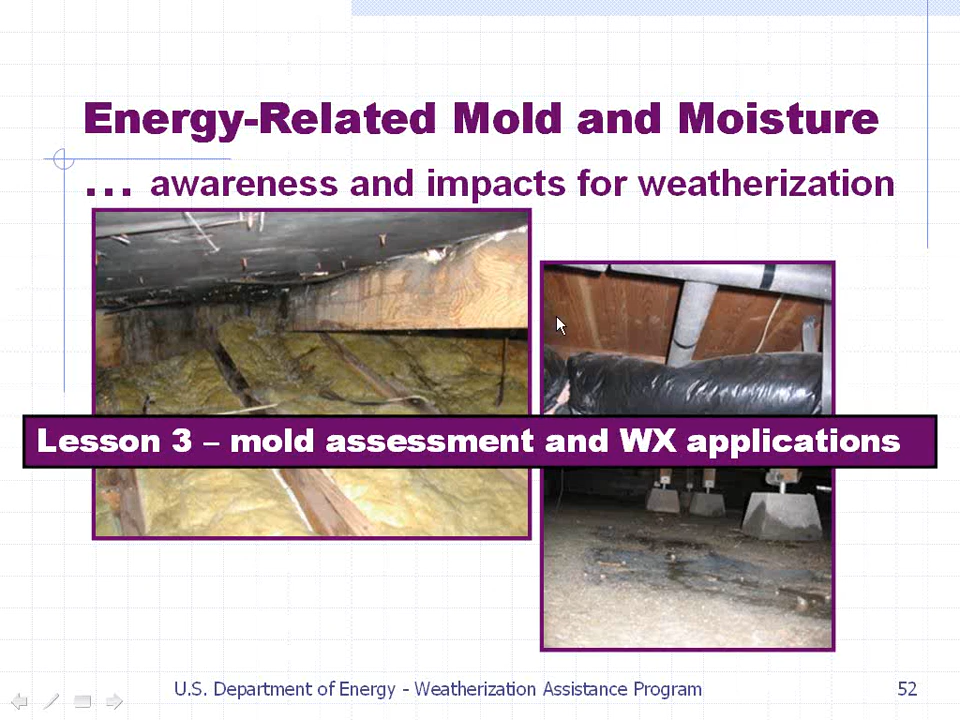 Energy-Related Mold and Moisture
... awareness and impacts for weatherization
Lesson 3 – mold assessment and WX applications
U.S. Department of Energy - Weatherization Assistance Program
52